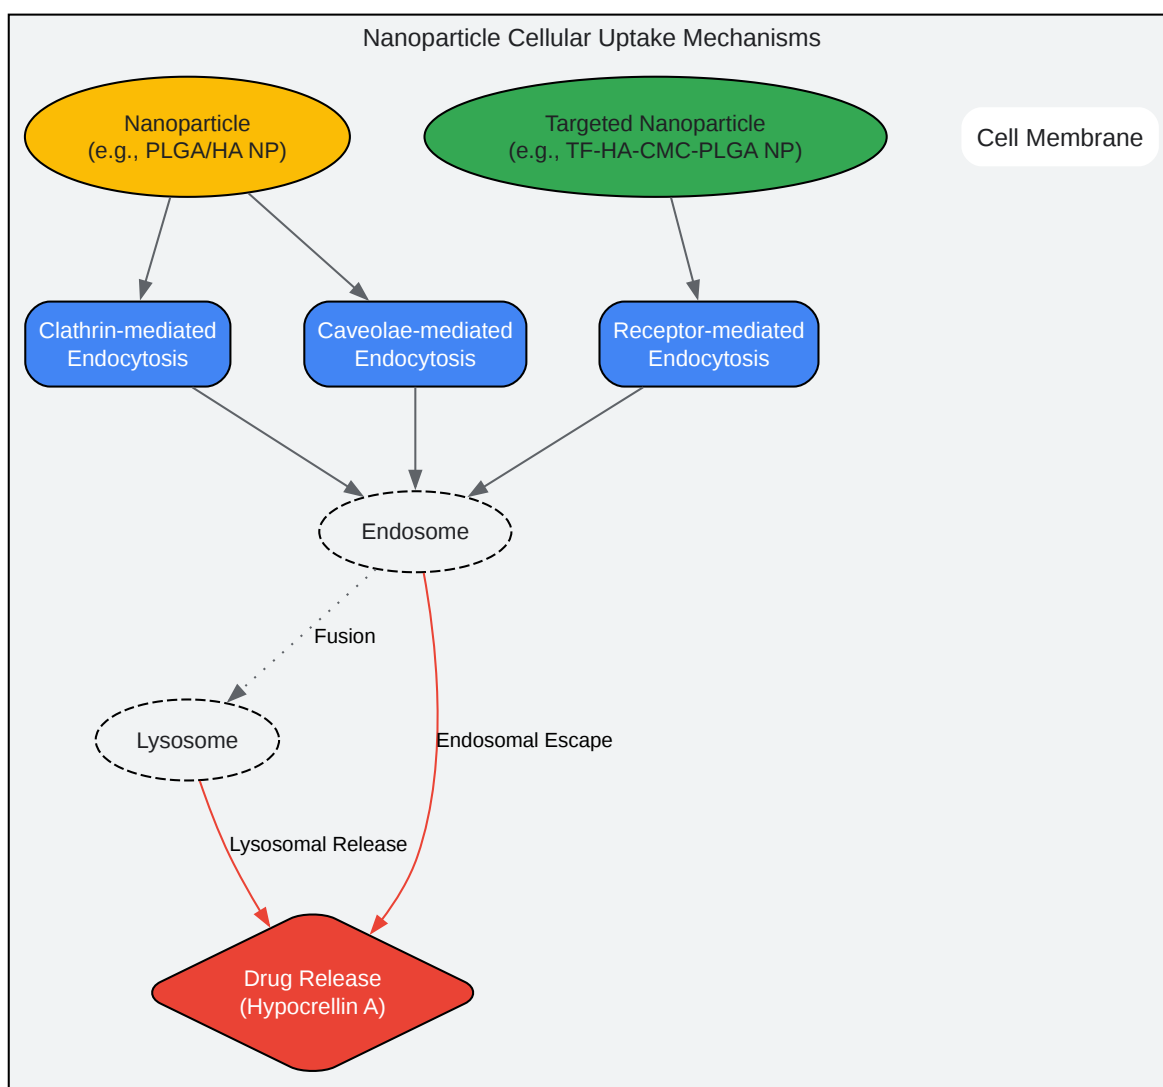 Nanoparticle Cellular Uptake Mechanisms
Nanoparticle
(e.g., PLGA/HA NP)
Targeted Nanoparticle
(e.g., TF-HA-CMC-PLGA NP)
Cell Membrane
Clathrin-mediated
Endocytosis
Caveolae-mediated
Endocytosis
Receptor-mediated
Endocytosis
Endosome
Fusion
Lysosome
Endosomal Escape
Lysosomal Release
Drug Release
(Hypocrellin A)